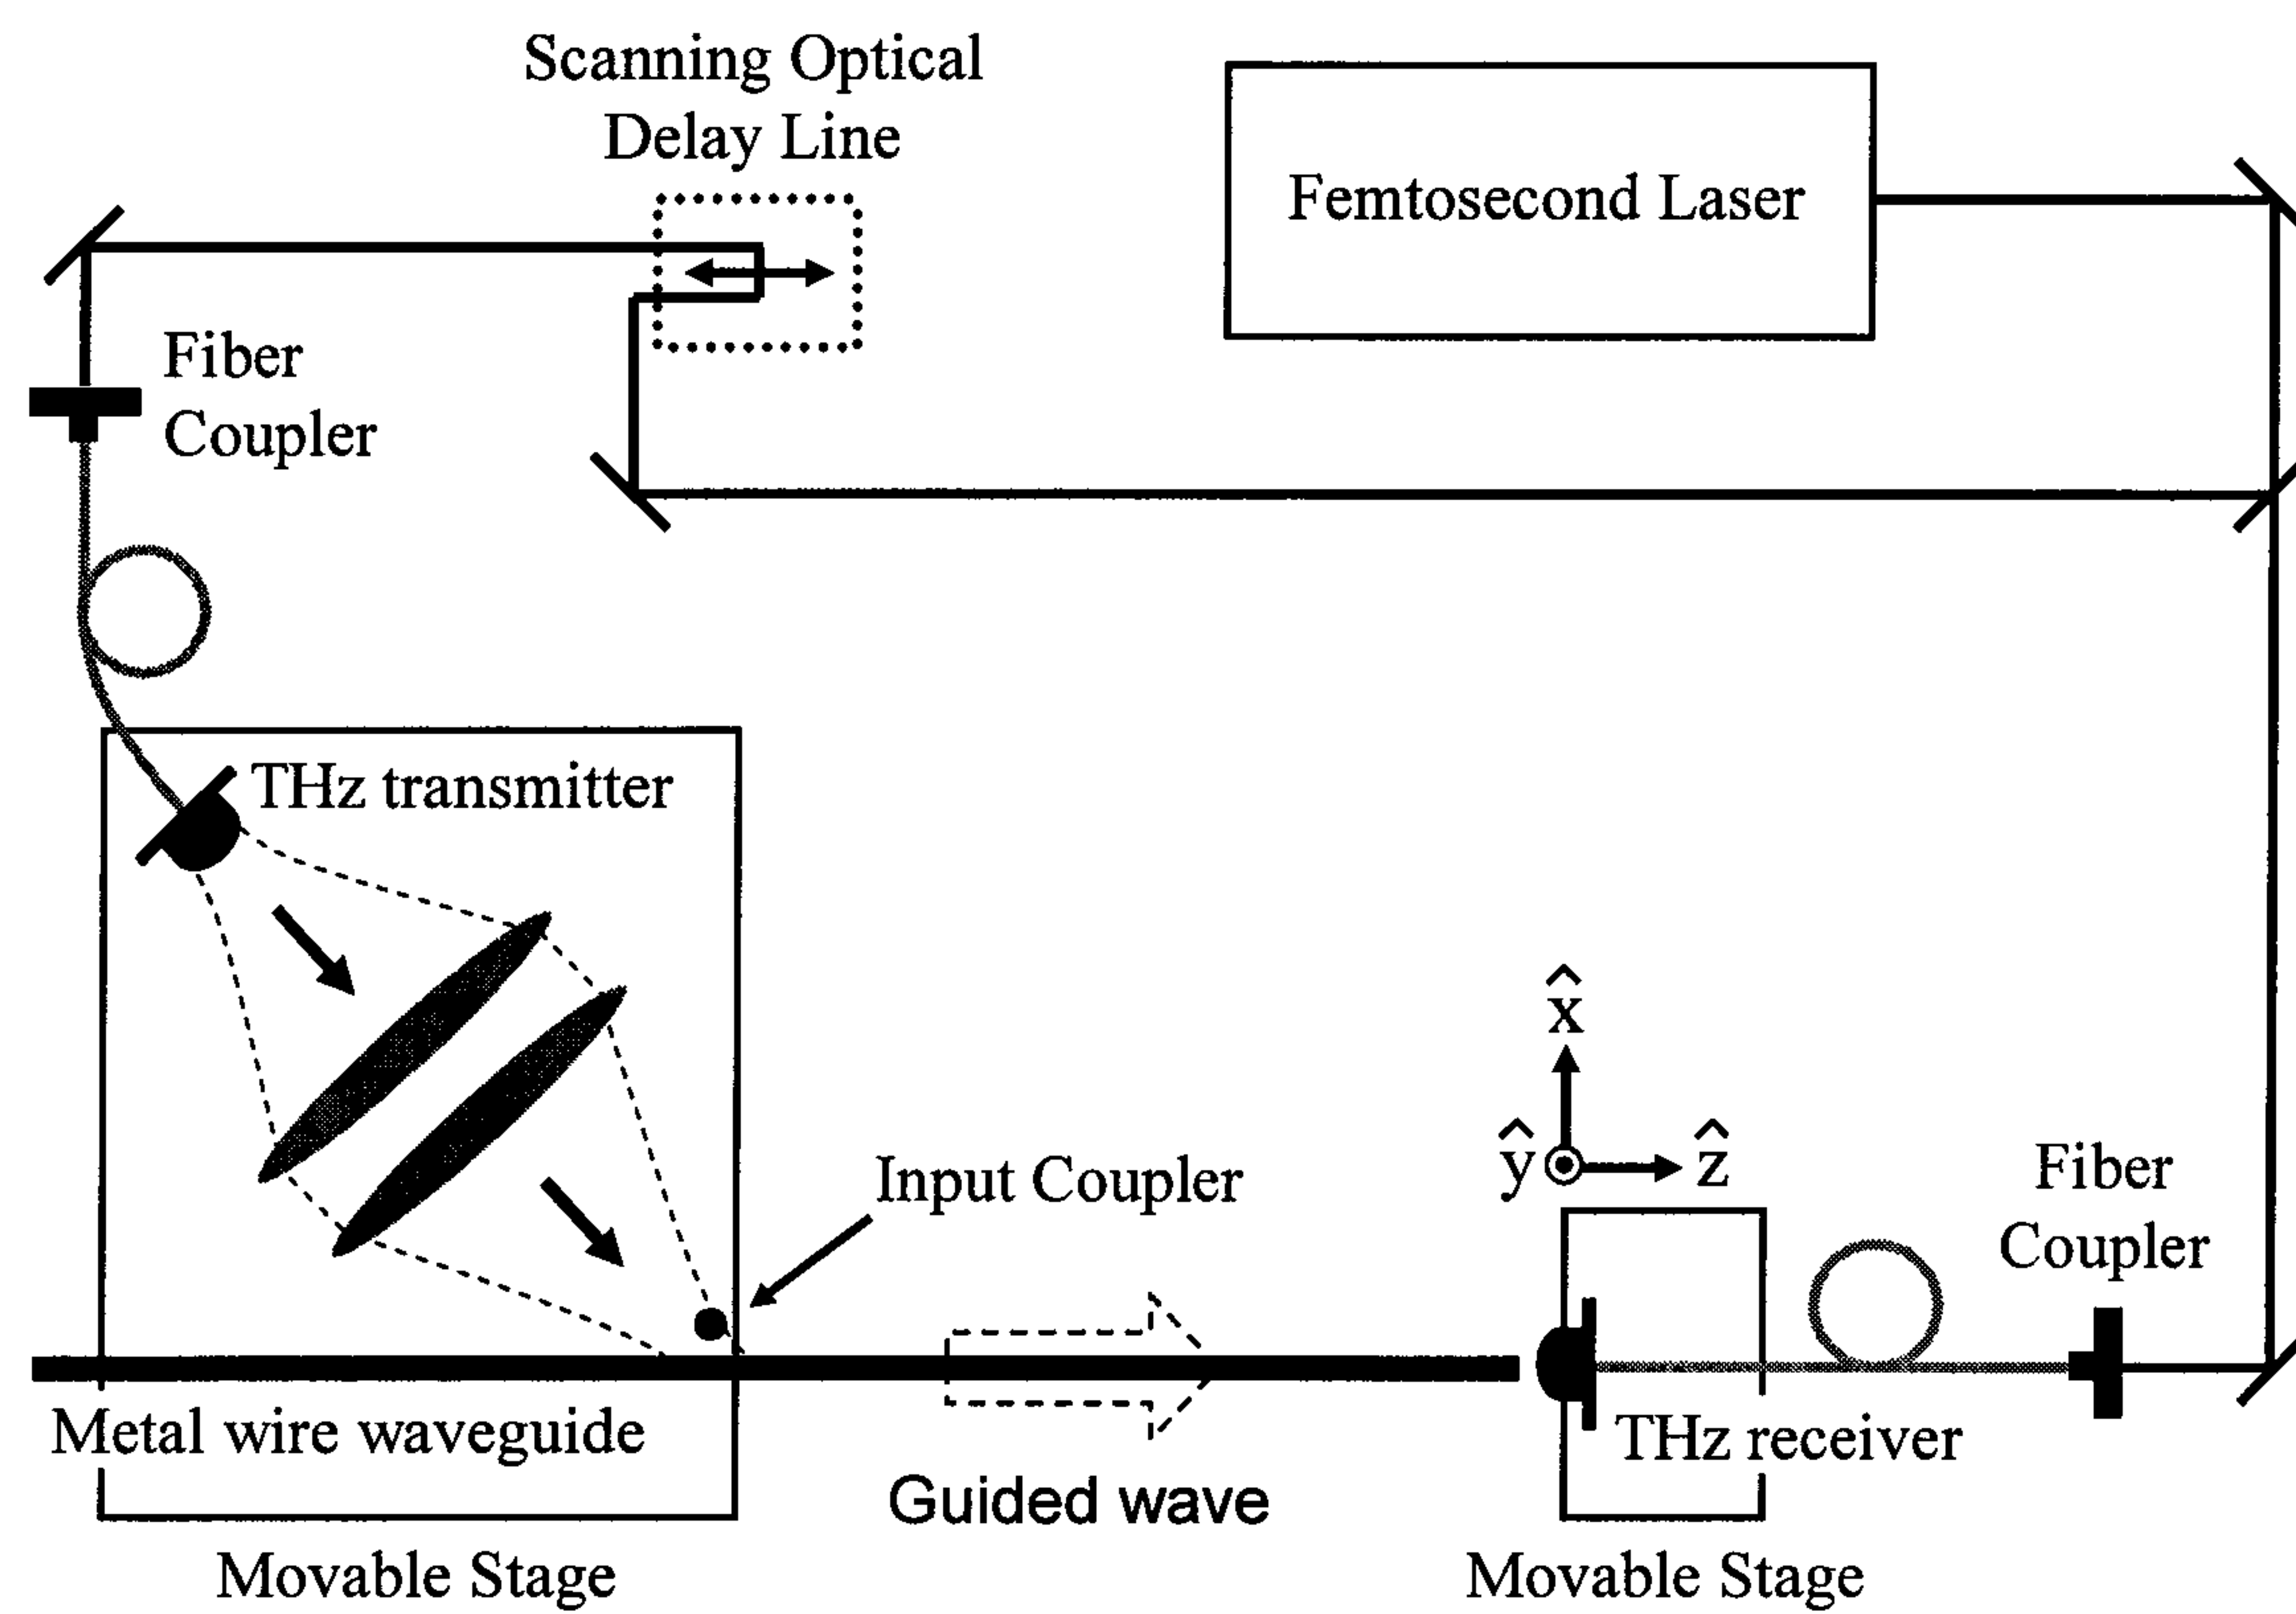 Scanning Optical
Delay Line
Femtosecond Laser
Fiber
Coupler
THz transmitter
Input Coupler
x̂
ŷ
ẑ
Fiber
Coupler
Metal wire waveguide
THz receiver
Guided wave
Movable Stage
Movable Stage